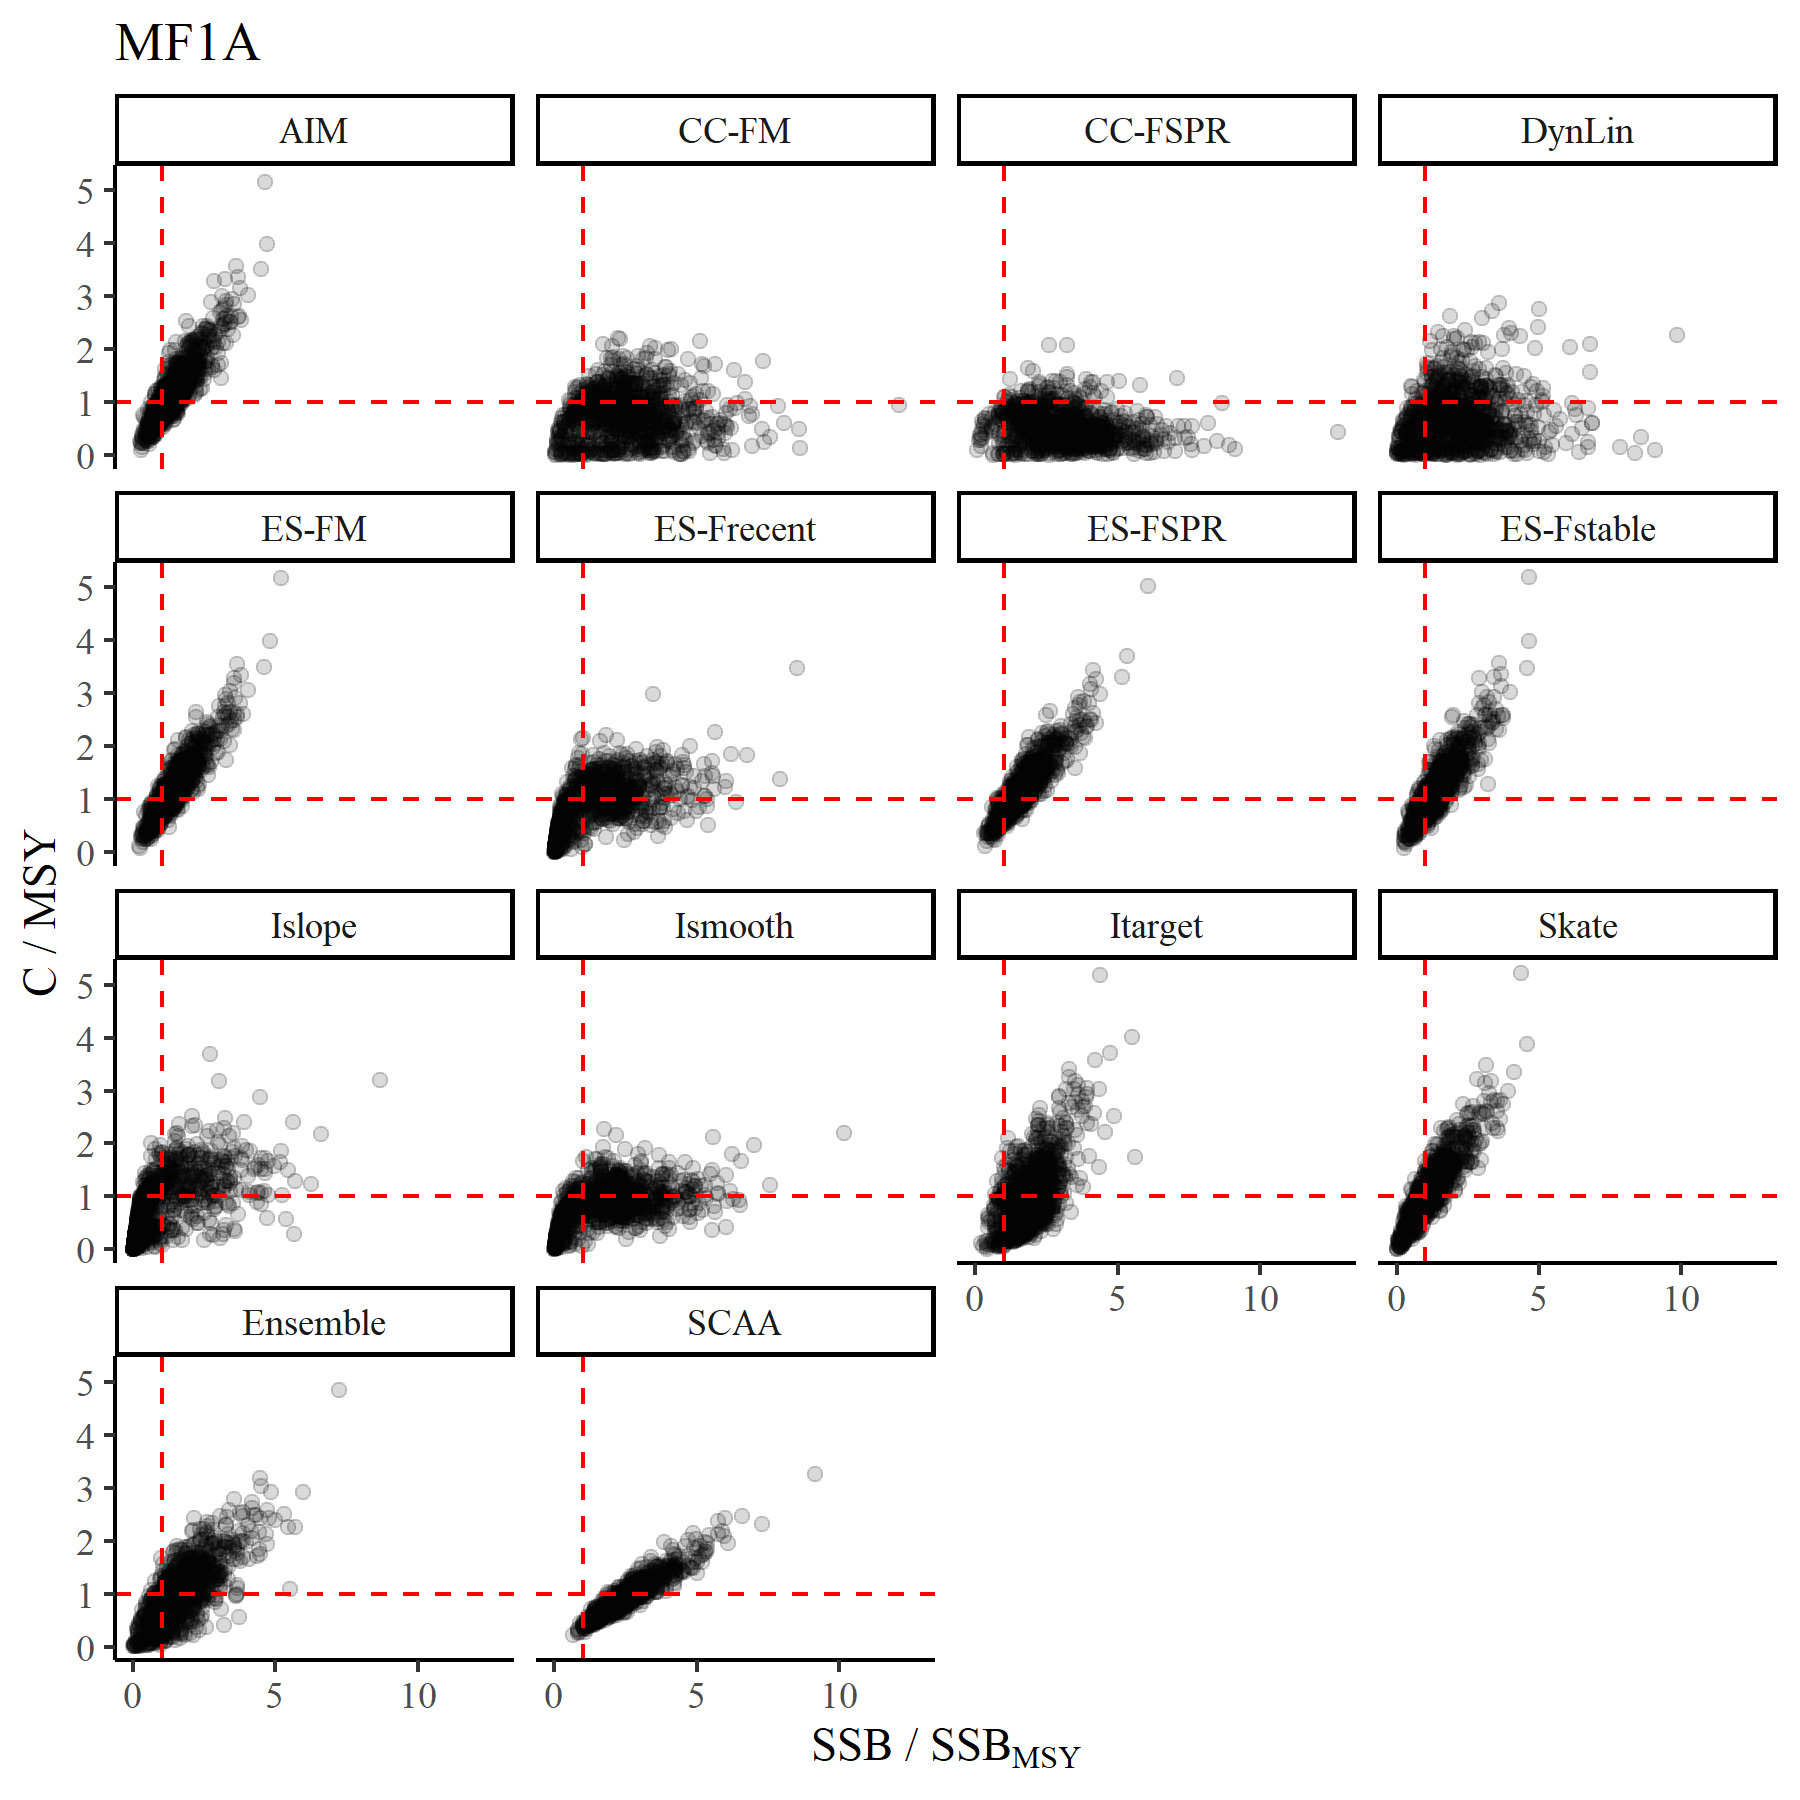 MF1A
AIM CC-FM CC-FSPR DynLin
5
4
3
2
1
0
ES-FM ES-Frecent ES-FSPR ES-Fstable
5
4
3
2
1
0
C / MSY
Islope Ismooth Itarget Skate
5
4
3
2
1
0
0 5 10 0 5 10
Ensemble SCAA
5
4
3
2
1
0
0 5 10 0 5 10
SSB / SSB_MSY